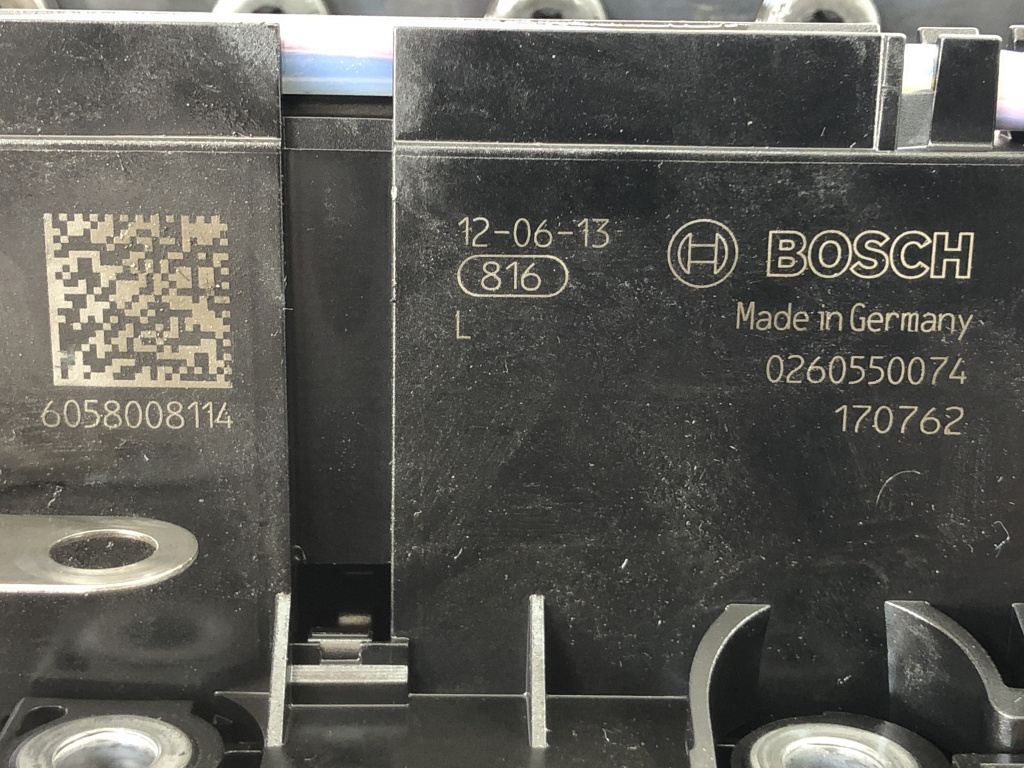 12-06-13
816
L
BOSCH
Made in Germany
0260550074
170762
6058008114